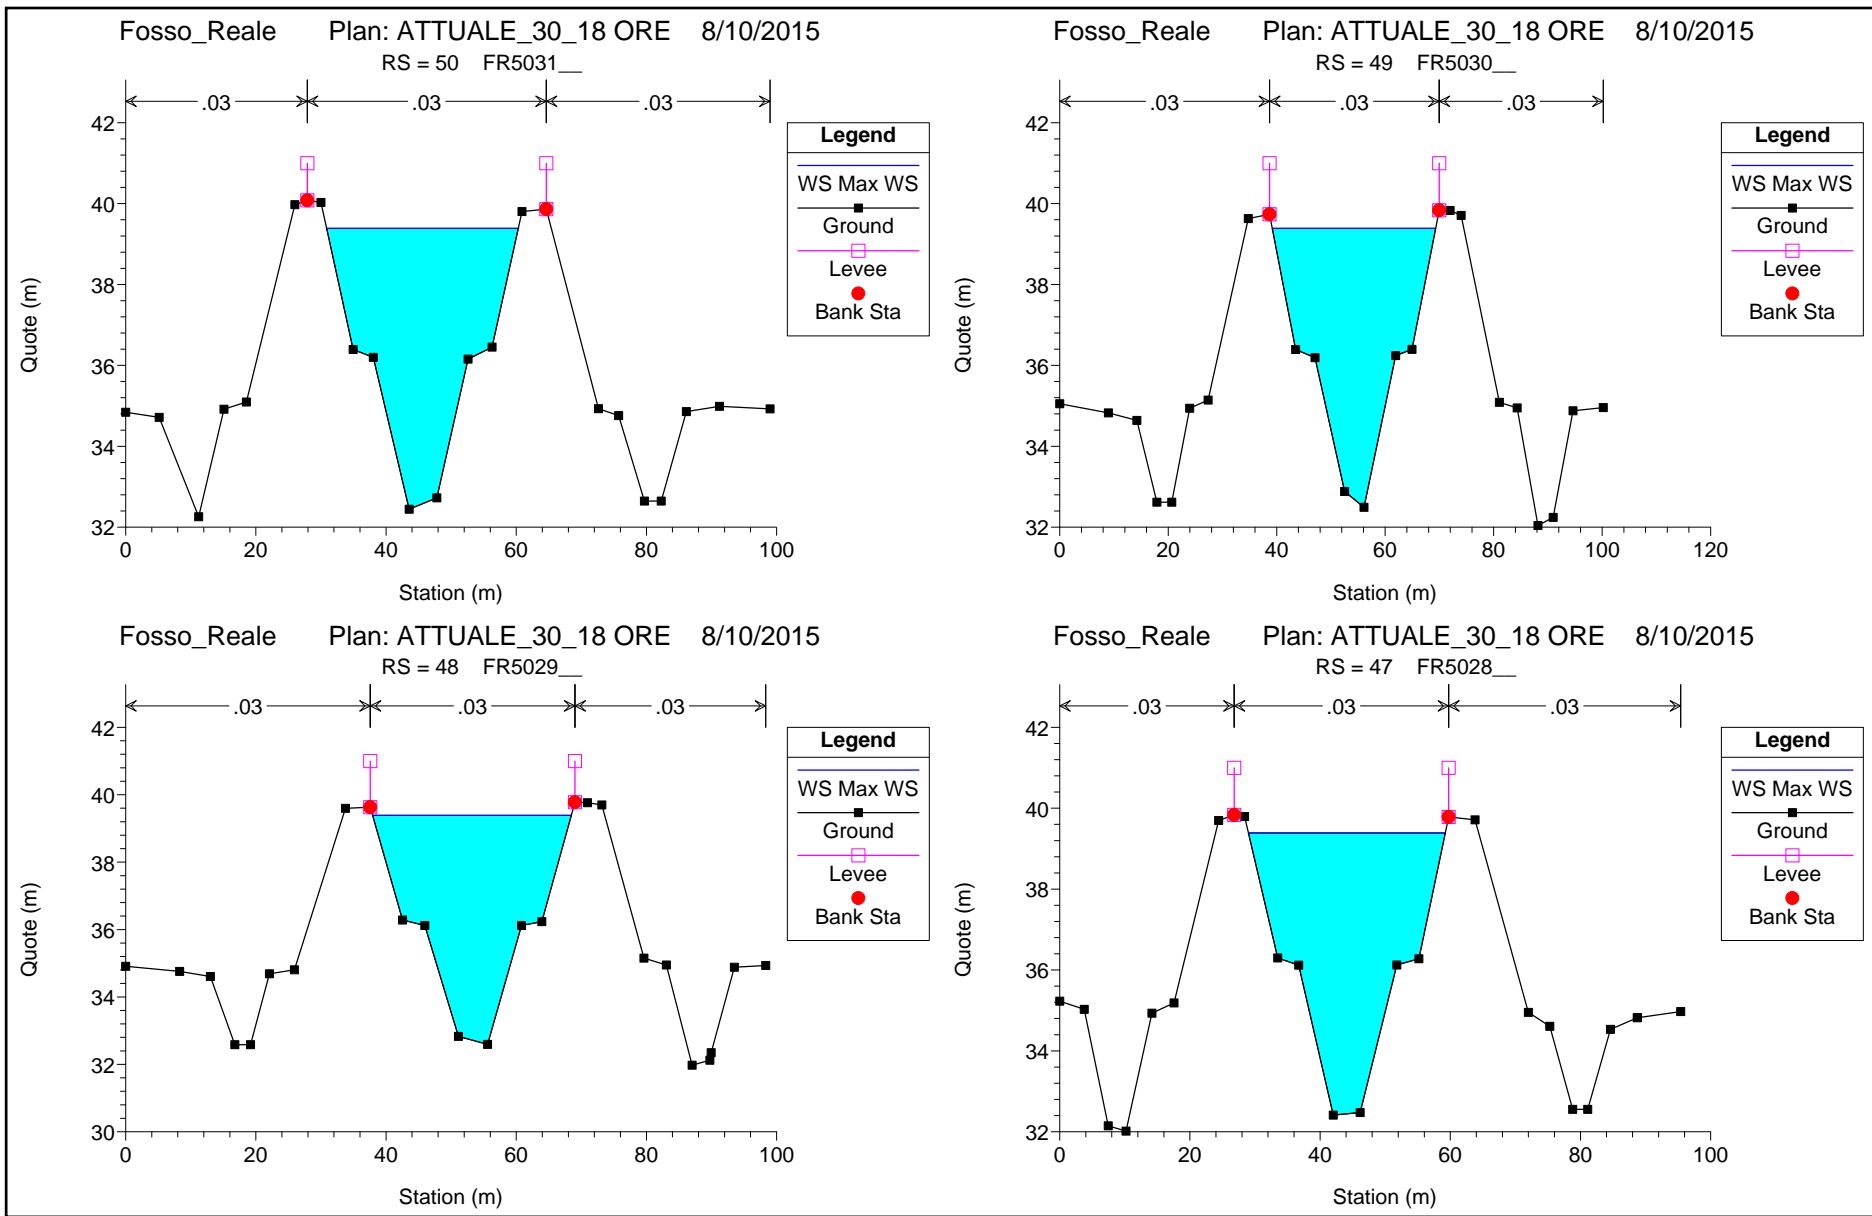 Fosso_Reale Plan: ATTUALE_30_18 ORE 8/10/2015
RS = 50 FR5031__
.03 .03 .03
42
40
38
36
34
32
0 20 40 60 80 100
Station (m)
Quote (m)
Legend
WS Max WS
Ground
Levee
Bank Sta
Fosso_Reale Plan: ATTUALE_30_18 ORE 8/10/2015
RS = 49 FR5030__
.03 .03 .03
42
40
38
36
34
32
0 20 40 60 80 100 120
Station (m)
Quote (m)
Legend
WS Max WS
Ground
Levee
Bank Sta
Fosso_Reale Plan: ATTUALE_30_18 ORE 8/10/2015
RS = 48 FR5029__
.03 .03 .03
42
40
38
36
34
32
30
0 20 40 60 80 100
Station (m)
Quote (m)
Legend
WS Max WS
Ground
Levee
Bank Sta
Fosso_Reale Plan: ATTUALE_30_18 ORE 8/10/2015
RS = 47 FR5028__
.03 .03 .03
42
40
38
36
34
32
0 20 40 60 80 100
Station (m)
Quote (m)
Legend
WS Max WS
Ground
Levee
Bank Sta